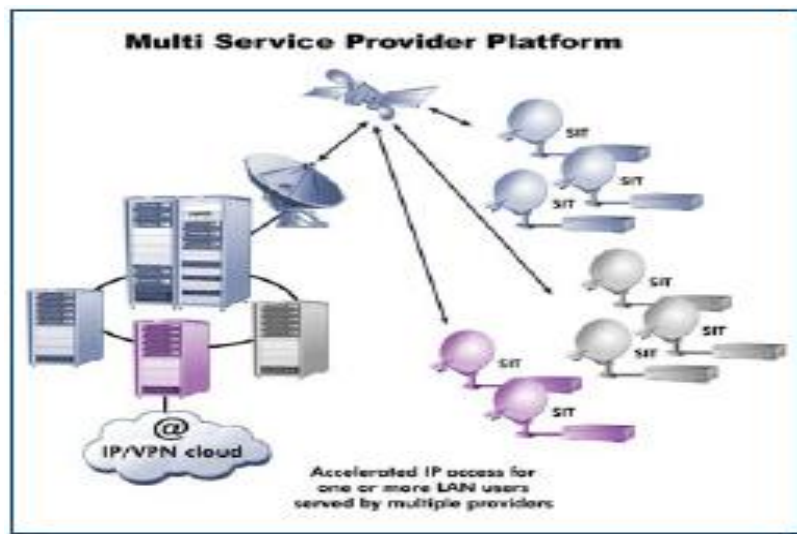 Multi Service Provider Platform
SIT
SIT
SIT
SIT
SIT
SIT
SIT
SIT
@
IP/VPN cloud
Accelerated IP access for
one or more LAN users
served by multiple providers